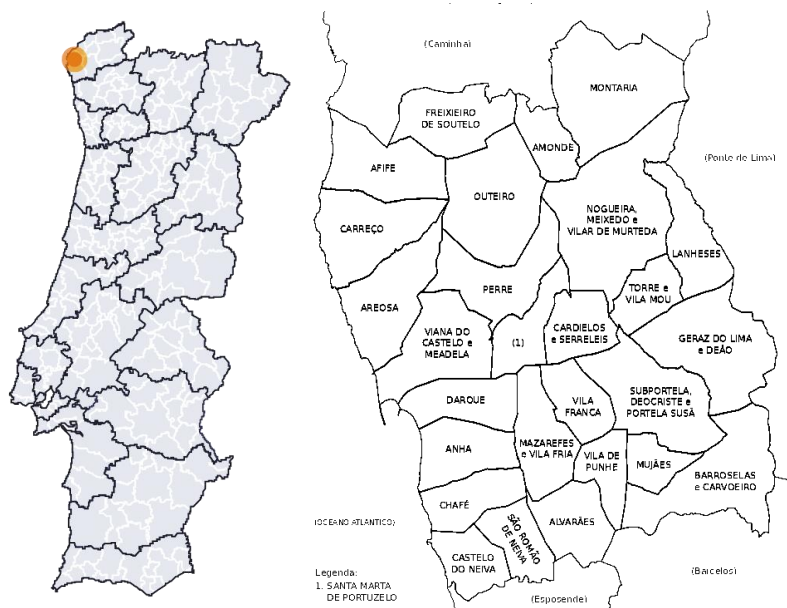 (Caminha)
MONTARIA
FREIXIEIRO
DE SOUTELO
AMONDE
(Ponte de Lima)
AFIFE
OUTEIRO
NOGUEIRA,
MEIXEDO e
VILAR DE MURTEDA
CARREÇO
LANHESES
PERRE
TORRE e
VILA MOU
AREOSA
VIANA DO
CASTELO e
MEADELA
(1)
CARDIELOS
e SERRELEIS
GERAZ DO LIMA
e DEÃO
DARQUE
VILA
FRANCA
SUBPORTELA,
DEOCRISTE e
PORTELA SUSÃ
ANHA
MAZAREFES
e VILA FRIA
VILA DE
PUNHE
MUJÃES
BARROSELAS
e CARVOEIRO
CHAFÉ
(OCEANO ATLÂNTICO)
SÃO ROMÃO
DE NEIVA
ALVARÃES
CASTELO
DO NEIVA
(Barcelos)
(Esposende)
Legenda:
1. SANTA MARTA
DE PORTUZELO